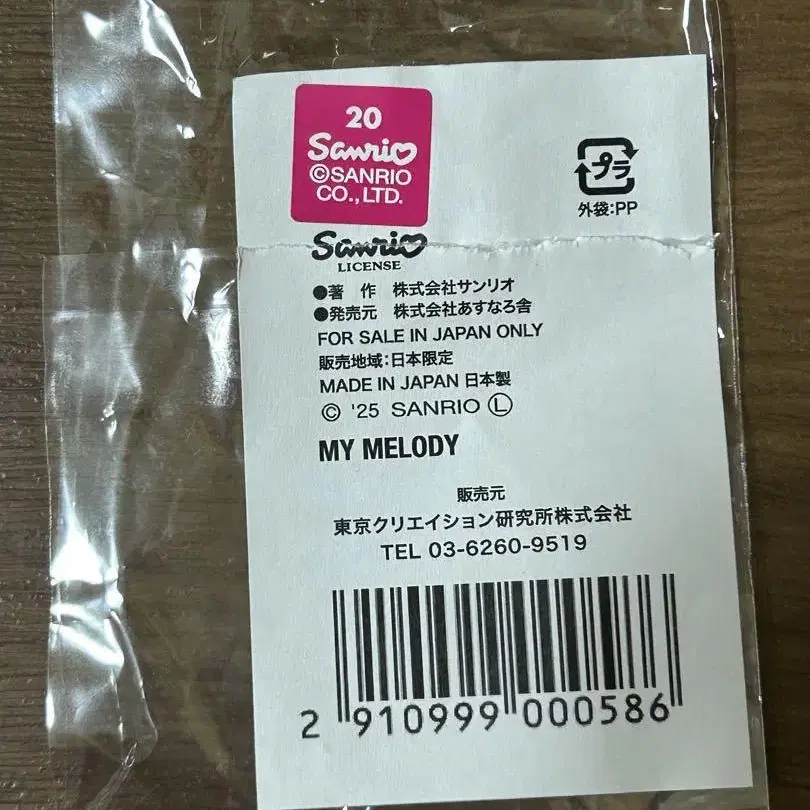 20
Sanrio
©SANRIO
CO.,LTD.
プラ
外袋:PP
Sanrio
LICENSE
●著　作　株式会社サンリオ
●発売元　株式会社あすなろ舎
FOR SALE IN JAPAN ONLY
販売地域:日本限定
MADE IN JAPAN 日本製
© '25 SANRIO Ⓛ
MY MELODY
販売元
東京クリエイション研究所株式会社
TEL 03-6260-9519
2 910999 000586